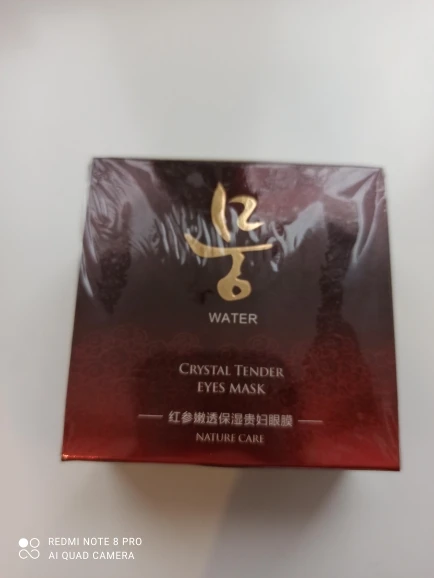 WATER
CRYSTAL TENDER
EYES MASK
红参嫩透保湿贵妇眼膜
NATURE CARE
REDMI NOTE 8 PRO
AI QUAD CAMERA